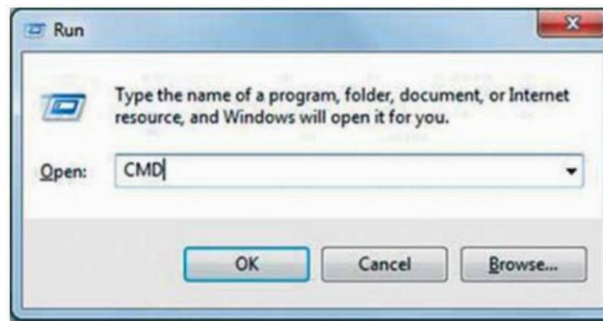 Run
Type the name of a program, folder, document, or Internet
resource, and Windows will open it for you.
Open: CMD
OK Cancel Browse...